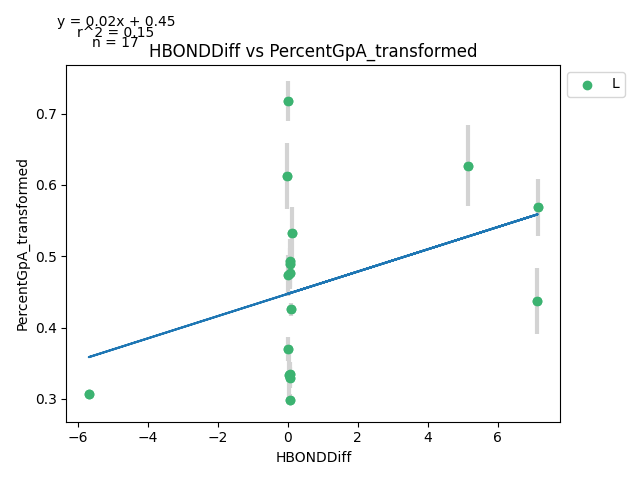 y = 0.02x + 0.45
r^2 = 0.15
n = 17
HBONDDiff vs PercentGpA_transformed
L
PercentGpA_transformed
0.7
0.6
0.5
0.4
0.3
−6
−4
−2
0
2
4
6
HBONDDiff